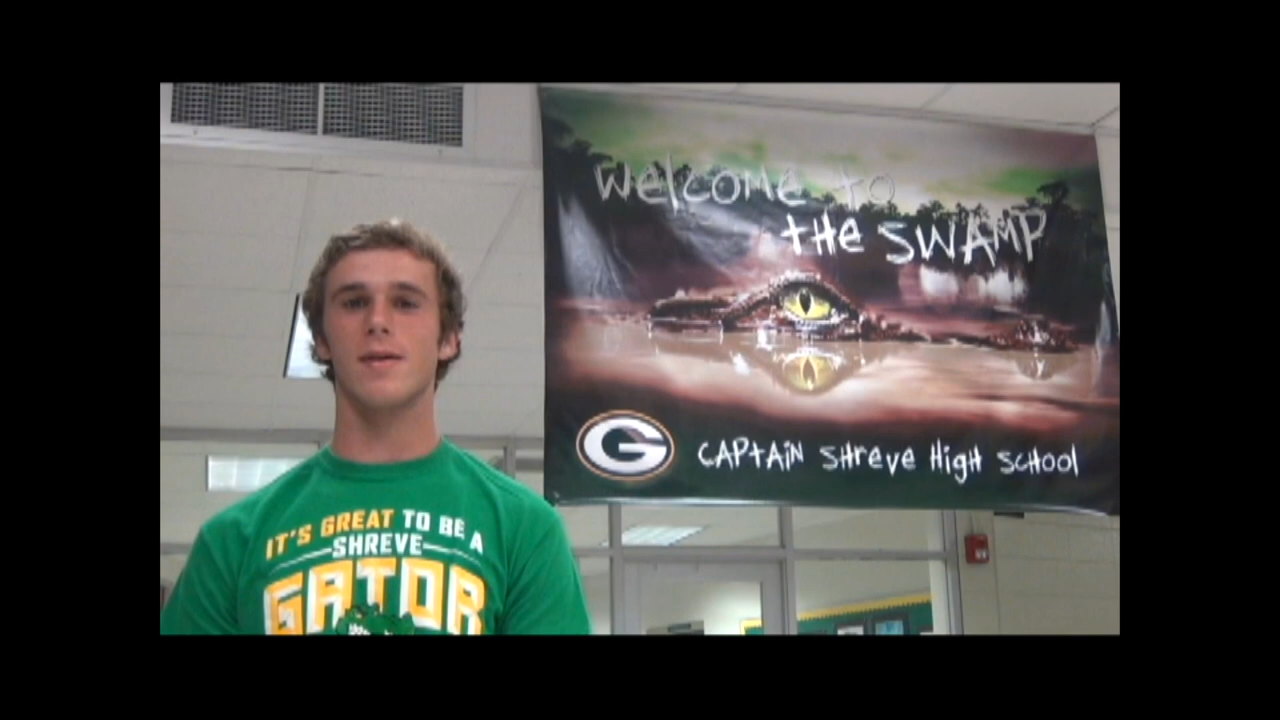 Welcome to
the SWAMP
G CAPtAiN Shreve High School
IT'S GREAT TO BE A
SHREVE
GATOR